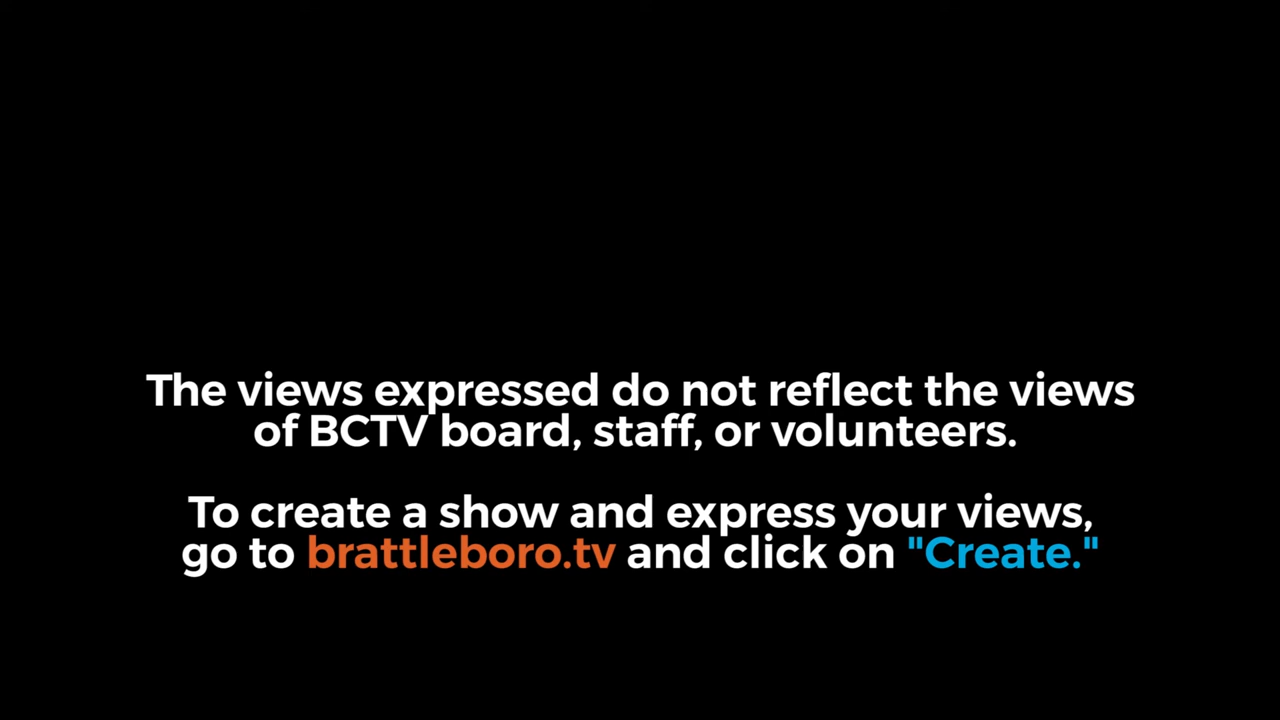 The views expressed do not reflect the views
of BCTV board, staff, or volunteers.
To create a show and express your views,
go to brattleboro.tv and click on "Create."